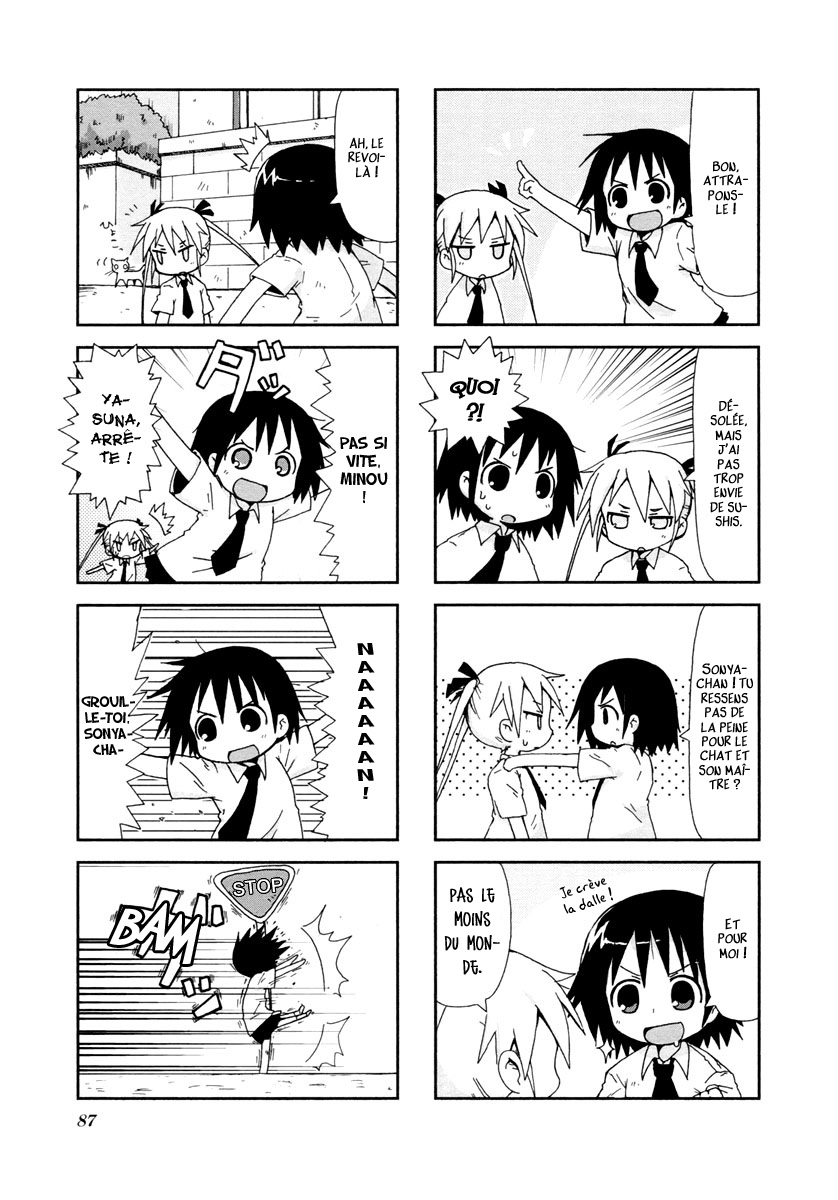 BON,
ATTRA-
PONS-
LE !
DÉ-
SOLÉE,
MAIS
J'AI
PAS
TROP
ENVIE
DE SU-
SHIS.
QUOI
?!
SONYA-
CHAN ! TU
RESSENS
PAS DE
LA PEINE
POUR LE
CHAT ET
SON MAÎ-
TRE ?
ET
POUR
MOI !
Je crève
la dalle !
PAS LE
MOINS
DU MON-
DE.
AH, LE
REVOI-
LÀ !
ダダッ
PAS SI
VITE,
MINOU
!
YA-
SUNA,
ARRÊ-
TE !
NAAAAAAAN!
GROUIL-
LE-TOI,
SONYA-
CHA-
STOP
BAM
87